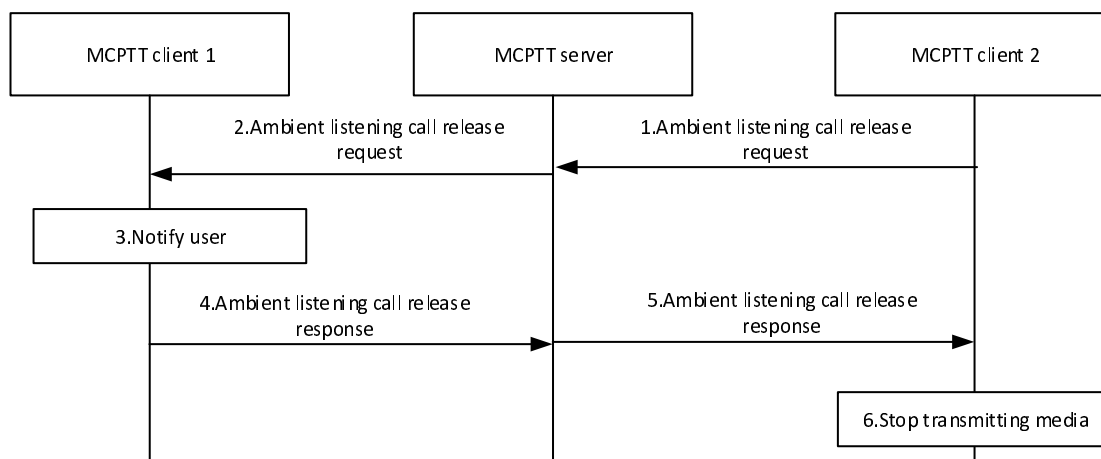 MCPTT client 1
MCPTT server
MCPTT client 2
2.Ambient listening call release
request
1.Ambient listening call release
request
3.Notify user
4.Ambient listening call release
response
5.Ambient listening call release
response
6.Stop transmitting media